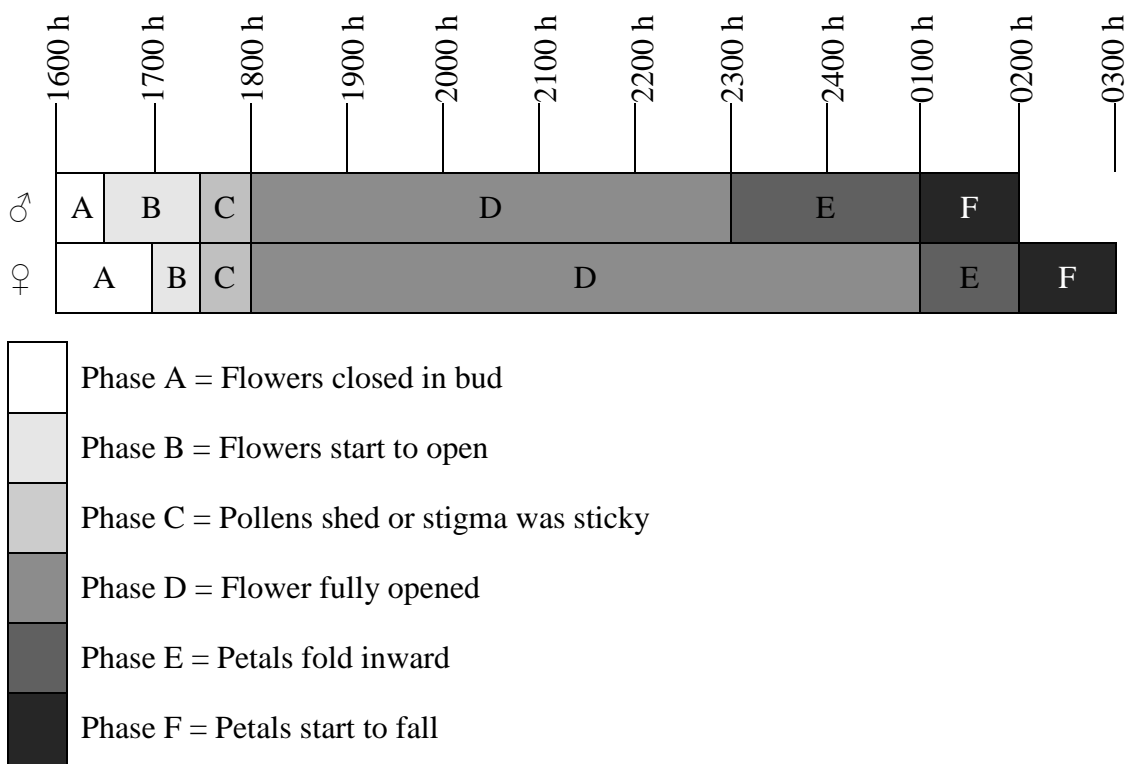 1600 h 1700 h 1800 h 1900 h 2000 h 2100 h 2200 h 2300 h 2400 h 0100 h 0200 h 0300 h
♂ A B C D E F
♀ A B C D E F
Phase A = Flowers closed in bud
Phase B = Flowers start to open
Phase C = Pollens shed or stigma was sticky
Phase D = Flower fully opened
Phase E = Petals fold inward
Phase F = Petals start to fall